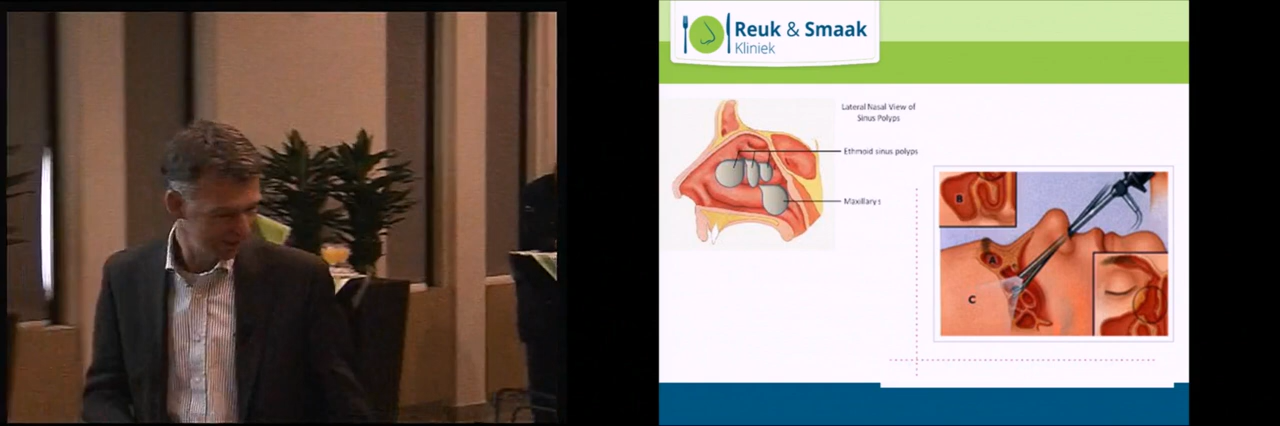 Reuk & Smaak
Kliniek
Lateral Nasal View of
Sinus Polyps
Ethmoid sinus polyps
Maxillary s
B
A
C